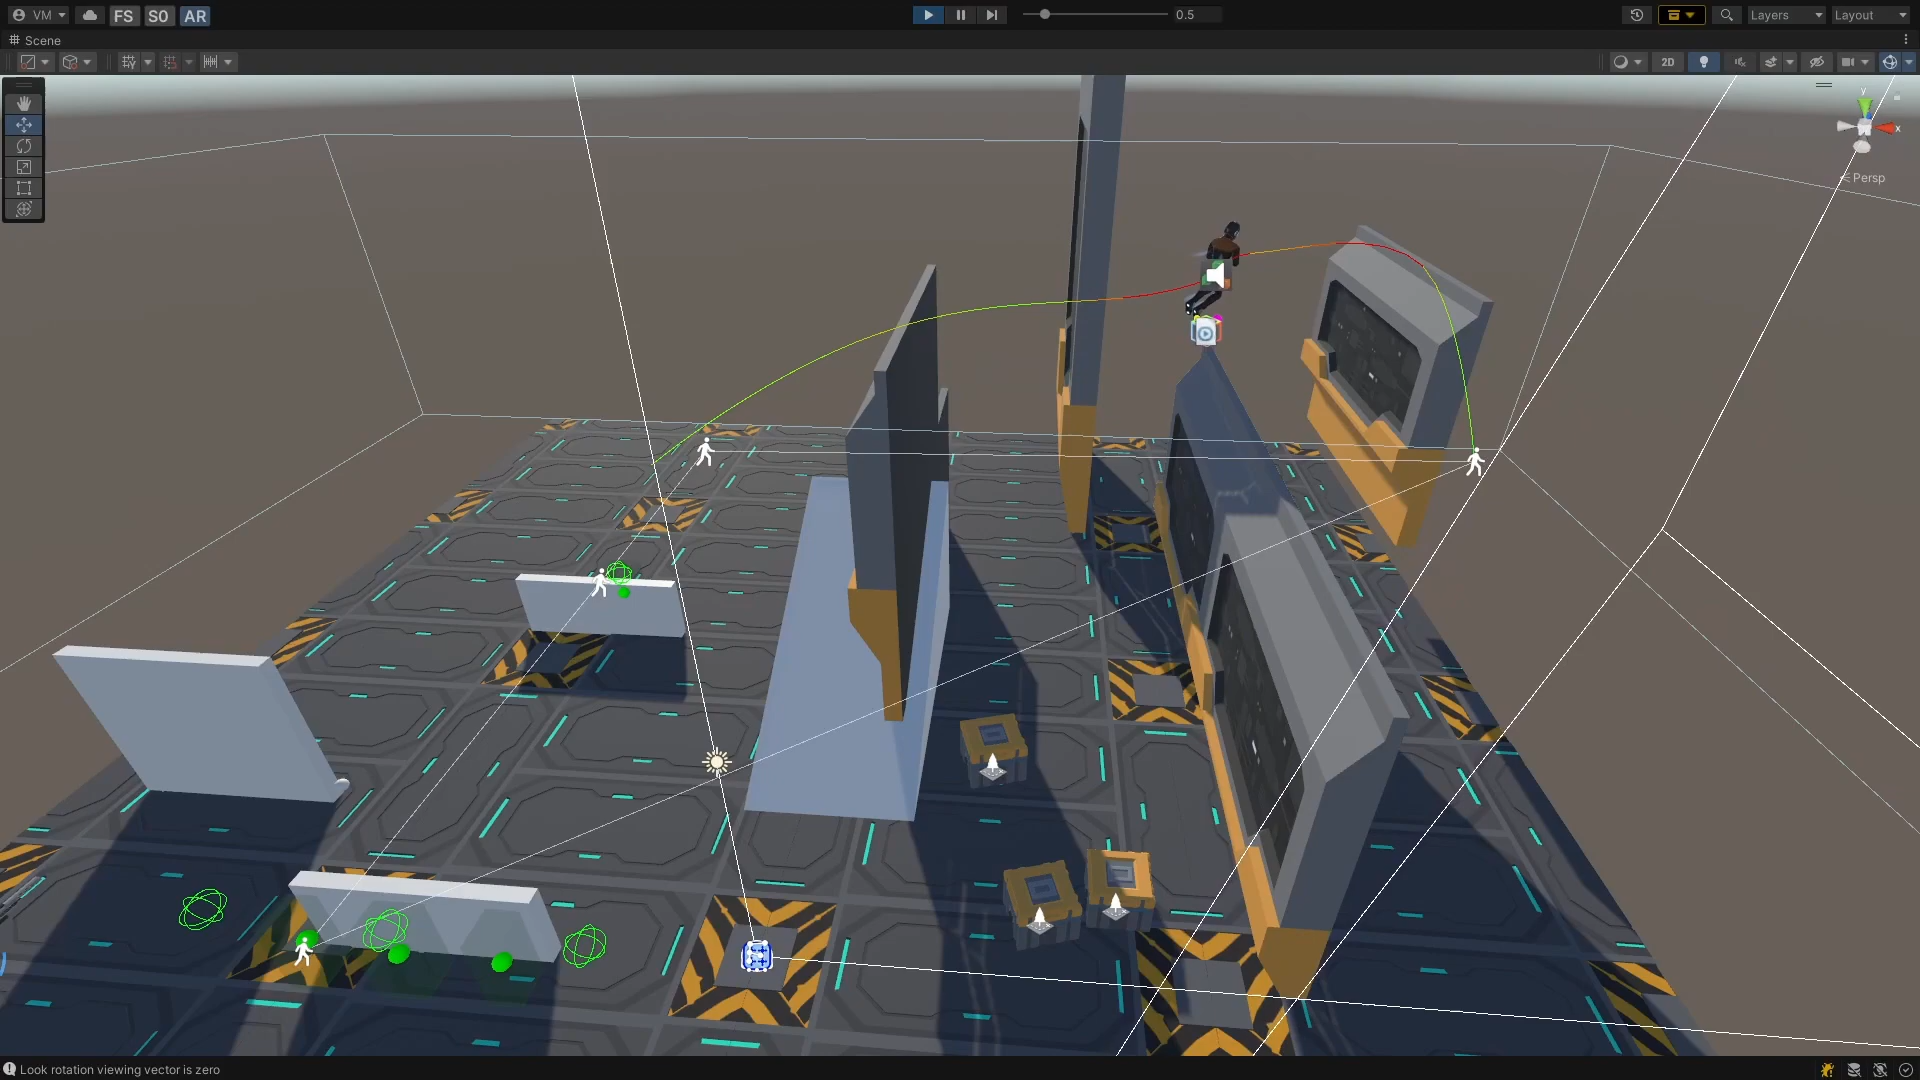 VM FS SO AR 0.5 Layers Layout
Scene
2D
y
x
Persp
Look rotation viewing vector is zero